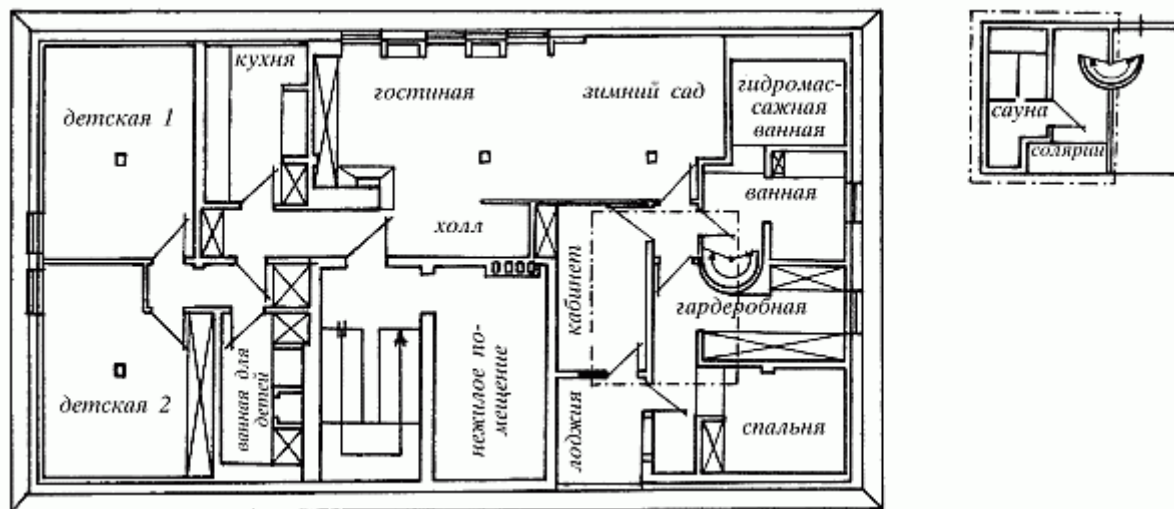 кухня
гостиная
зимний сад
гидромас-
сажная
ванная
детская 1
сауна
солярий
ванная
холл
кабинет
гардеробная
детская 2
ванная для
детей
нежилое по-
мещение
лоджия
спальня